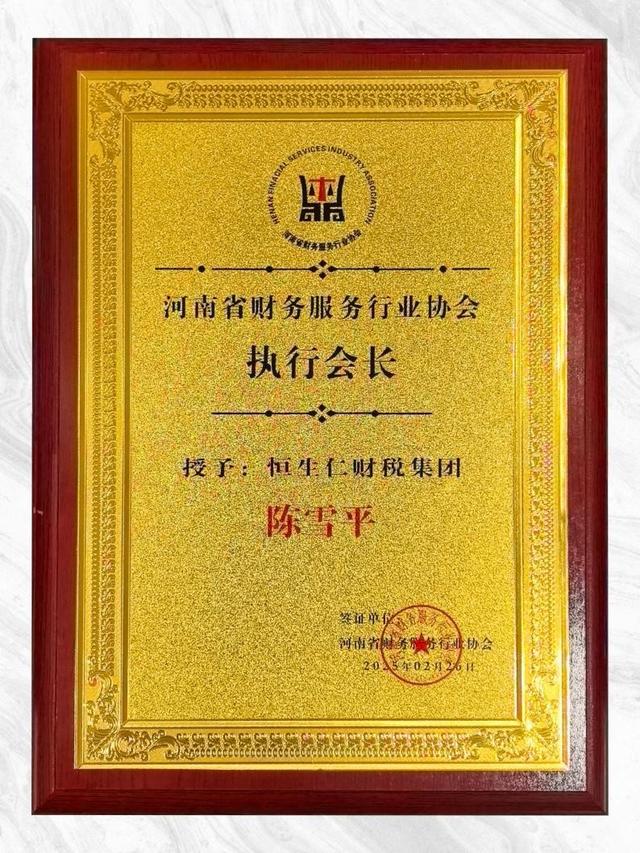 HENAN FINACIAL SERVICES INDUSTRY ASSOCIATION
河南省财务服务行业协会
河南省财务服务行业协会
执行会长
授予：恒生仁财税集团
陈雪平
签证单位
河南省财务服务行业协会
2025年02月26日